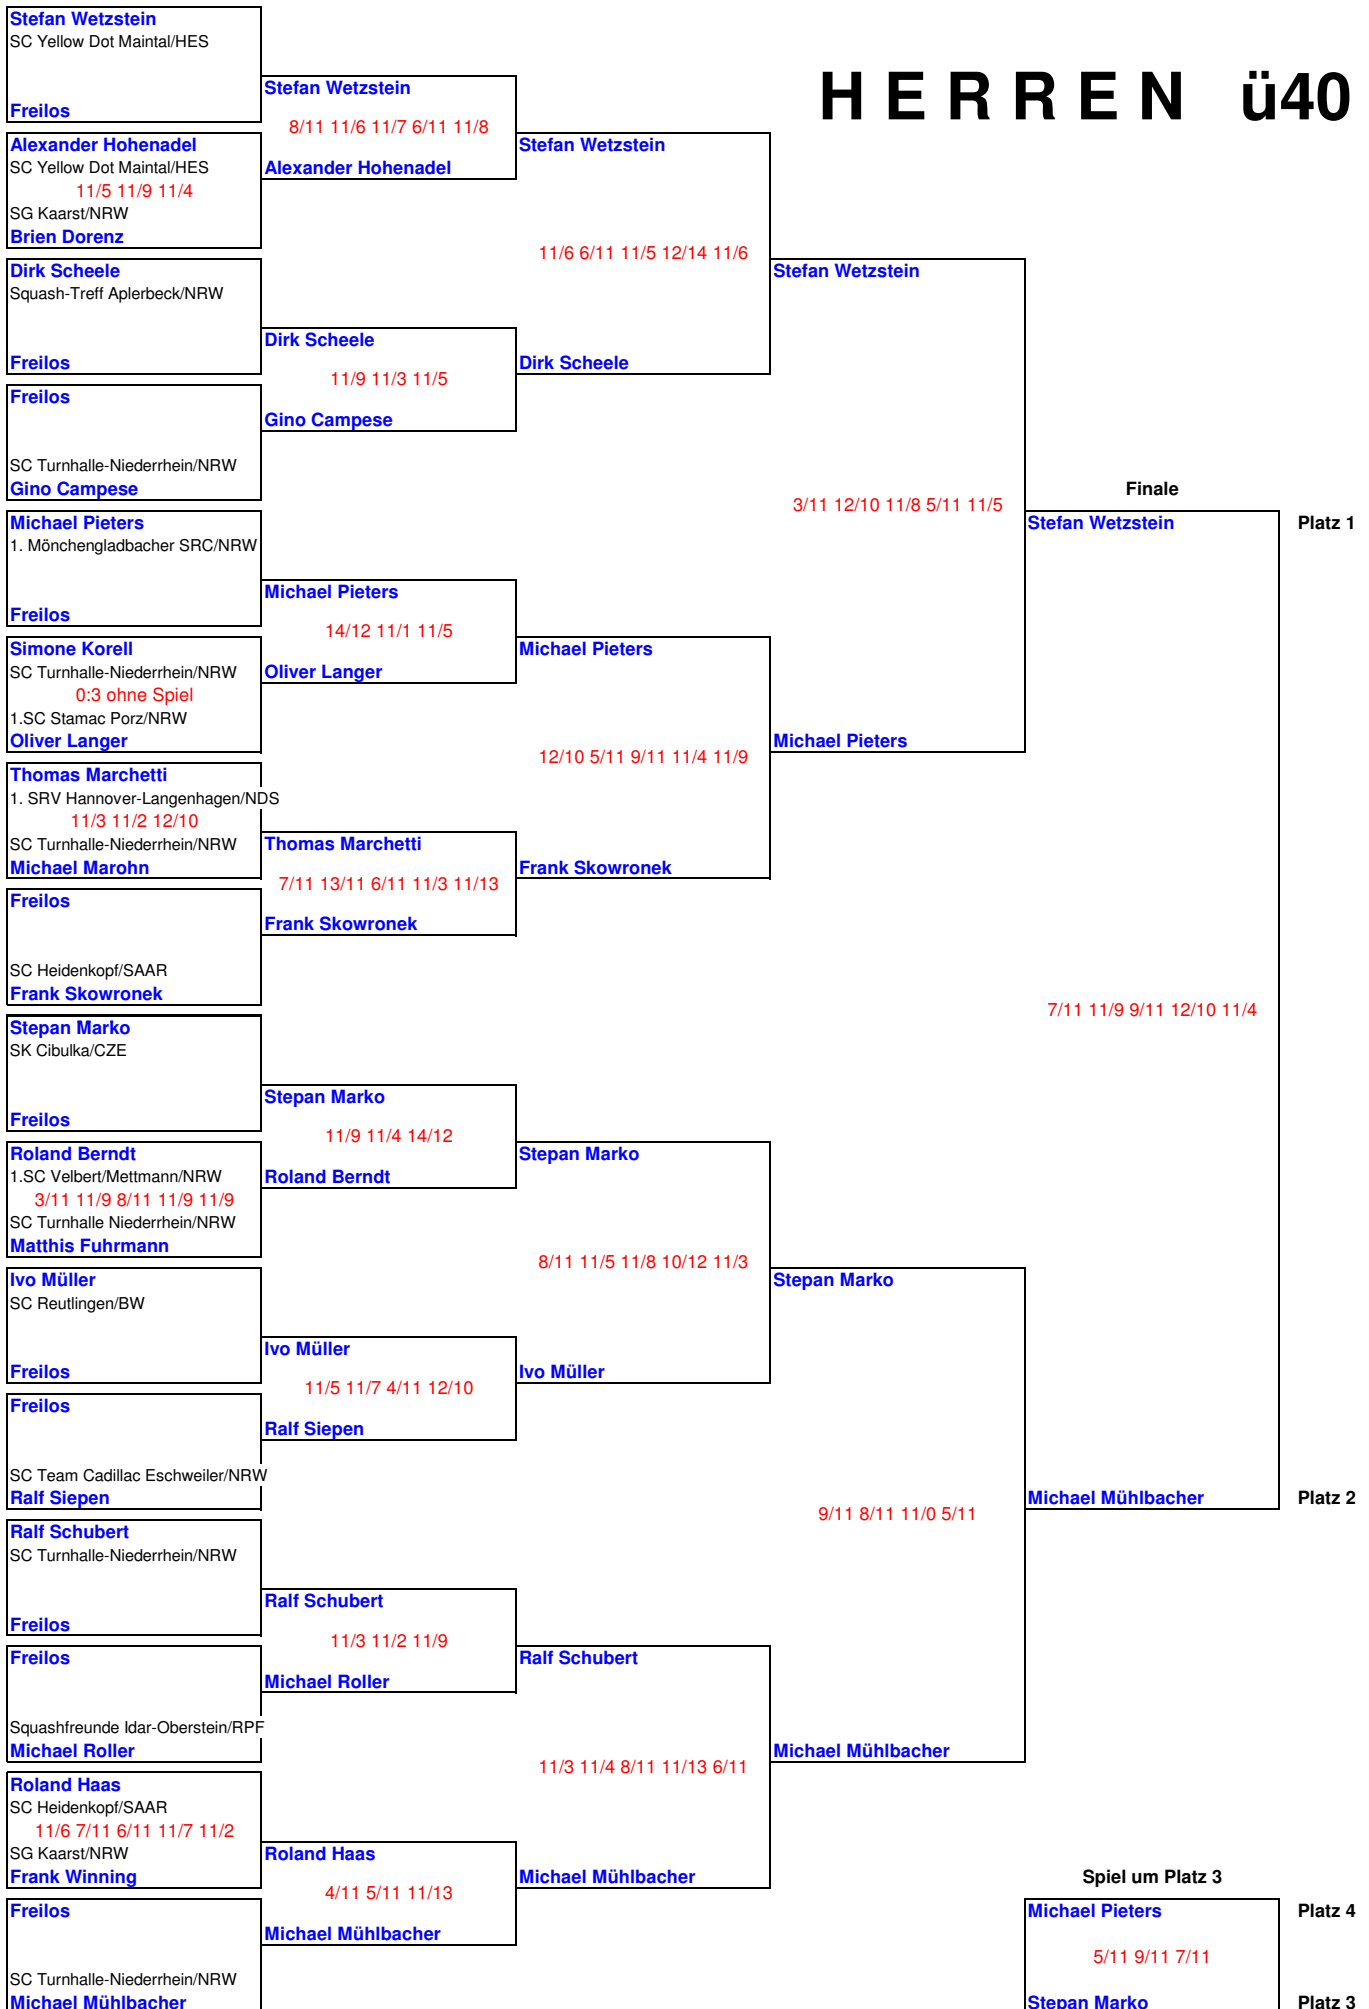 HERREN ü40
Stefan Wetzstein
SC Yellow Dot Maintal/HES
Freilos
Alexander Hohenadel
SC Yellow Dot Maintal/HES
11/5 11/9 11/4
SG Kaarst/NRW
Brien Dorenz
Dirk Scheele
Squash-Treff Aplerbeck/NRW
Freilos
Freilos
SC Turnhalle-Niederrhein/NRW
Gino Campese
Michael Pieters
1. Mönchengladbacher SRC/NRW
Freilos
Simone Korell
SC Turnhalle-Niederrhein/NRW
0:3 ohne Spiel
1.SC Stamac Porz/NRW
Oliver Langer
Thomas Marchetti
1. SRV Hannover-Langenhagen/NDS
11/3 11/2 12/10
SC Turnhalle-Niederrhein/NRW
Michael Marohn
Freilos
SC Heidenkopf/SAAR
Frank Skowronek
Stepan Marko
SK Cibulka/CZE
Freilos
Roland Berndt
1.SC Velbert/Mettmann/NRW
3/11 11/9 8/11 11/9 11/9
SC Turnhalle Niederrhein/NRW
Matthis Fuhrmann
Ivo Müller
SC Reutlingen/BW
Freilos
Freilos
SC Team Cadillac Eschweiler/NRW
Ralf Siepen
Ralf Schubert
SC Turnhalle-Niederrhein/NRW
Freilos
Freilos
Squashfreunde Idar-Oberstein/RPF
Michael Roller
Roland Haas
SC Heidenkopf/SAAR
11/6 7/11 6/11 11/7 11/2
SG Kaarst/NRW
Frank Winning
Freilos
SC Turnhalle-Niederrhein/NRW
Michael Mühlbacher
Stefan Wetzstein
8/11 11/6 11/7 6/11 11/8
Alexander Hohenadel
Dirk Scheele
11/9 11/3 11/5
Gino Campese
Michael Pieters
14/12 11/1 11/5
Oliver Langer
Thomas Marchetti
7/11 13/11 6/11 11/3 11/13
Frank Skowronek
Stepan Marko
11/9 11/4 14/12
Roland Berndt
Ivo Müller
11/5 11/7 4/11 12/10
Ralf Siepen
Ralf Schubert
11/3 11/2 11/9
Michael Roller
Roland Haas
4/11 5/11 11/13
Michael Mühlbacher
Stefan Wetzstein
11/6 6/11 11/5 12/14 11/6
Dirk Scheele
Michael Pieters
12/10 5/11 9/11 11/4 11/9
Frank Skowronek
Stepan Marko
8/11 11/5 11/8 10/12 11/3
Ivo Müller
Ralf Schubert
11/3 11/4 8/11 11/13 6/11
Michael Mühlbacher
Stefan Wetzstein
3/11 12/10 11/8 5/11 11/5
Michael Pieters
Stepan Marko
9/11 8/11 11/0 5/11
Michael Mühlbacher
Finale
Stefan Wetzstein Platz 1
7/11 11/9 9/11 12/10 11/4
Michael Mühlbacher Platz 2
Spiel um Platz 3
Michael Pieters Platz 4
5/11 9/11 7/11
Stepan Marko Platz 3